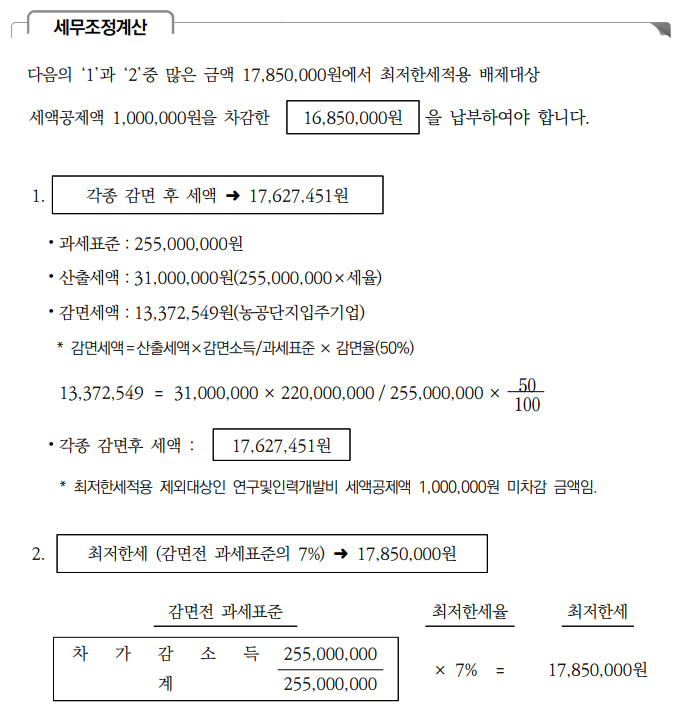 세무조정계산
다음의 ‘1’과 ‘2’중 많은 금액 17,850,000원에서 최저한세적용 배제대상
세액공제액 1,000,000원을 차감한 16,850,000원 을 납부하여야 합니다.
1. 각종 감면 후 세액 ➜ 17,627,451원
• 과세표준 : 255,000,000원
• 산출세액 : 31,000,000원(255,000,000×세율)
• 감면세액 : 13,372,549원(농공단지입주기업)
* 감면세액=산출세액×감면소득/과세표준 × 감면율(50%)
13,372,549 = 31,000,000 × 220,000,000 / 255,000,000 × 50/100
• 각종 감면후 세액 : 17,627,451원
* 최저한세적용 제외대상인 연구및인력개발비 세액공제액 1,000,000원 미차감 금액임.
2. 최저한세 (감면전 과세표준의 7%) ➜ 17,850,000원
감면전 과세표준 최저한세율 최저한세
차 가 감 소 득 255,000,000
× 7% = 17,850,000원
계 255,000,000